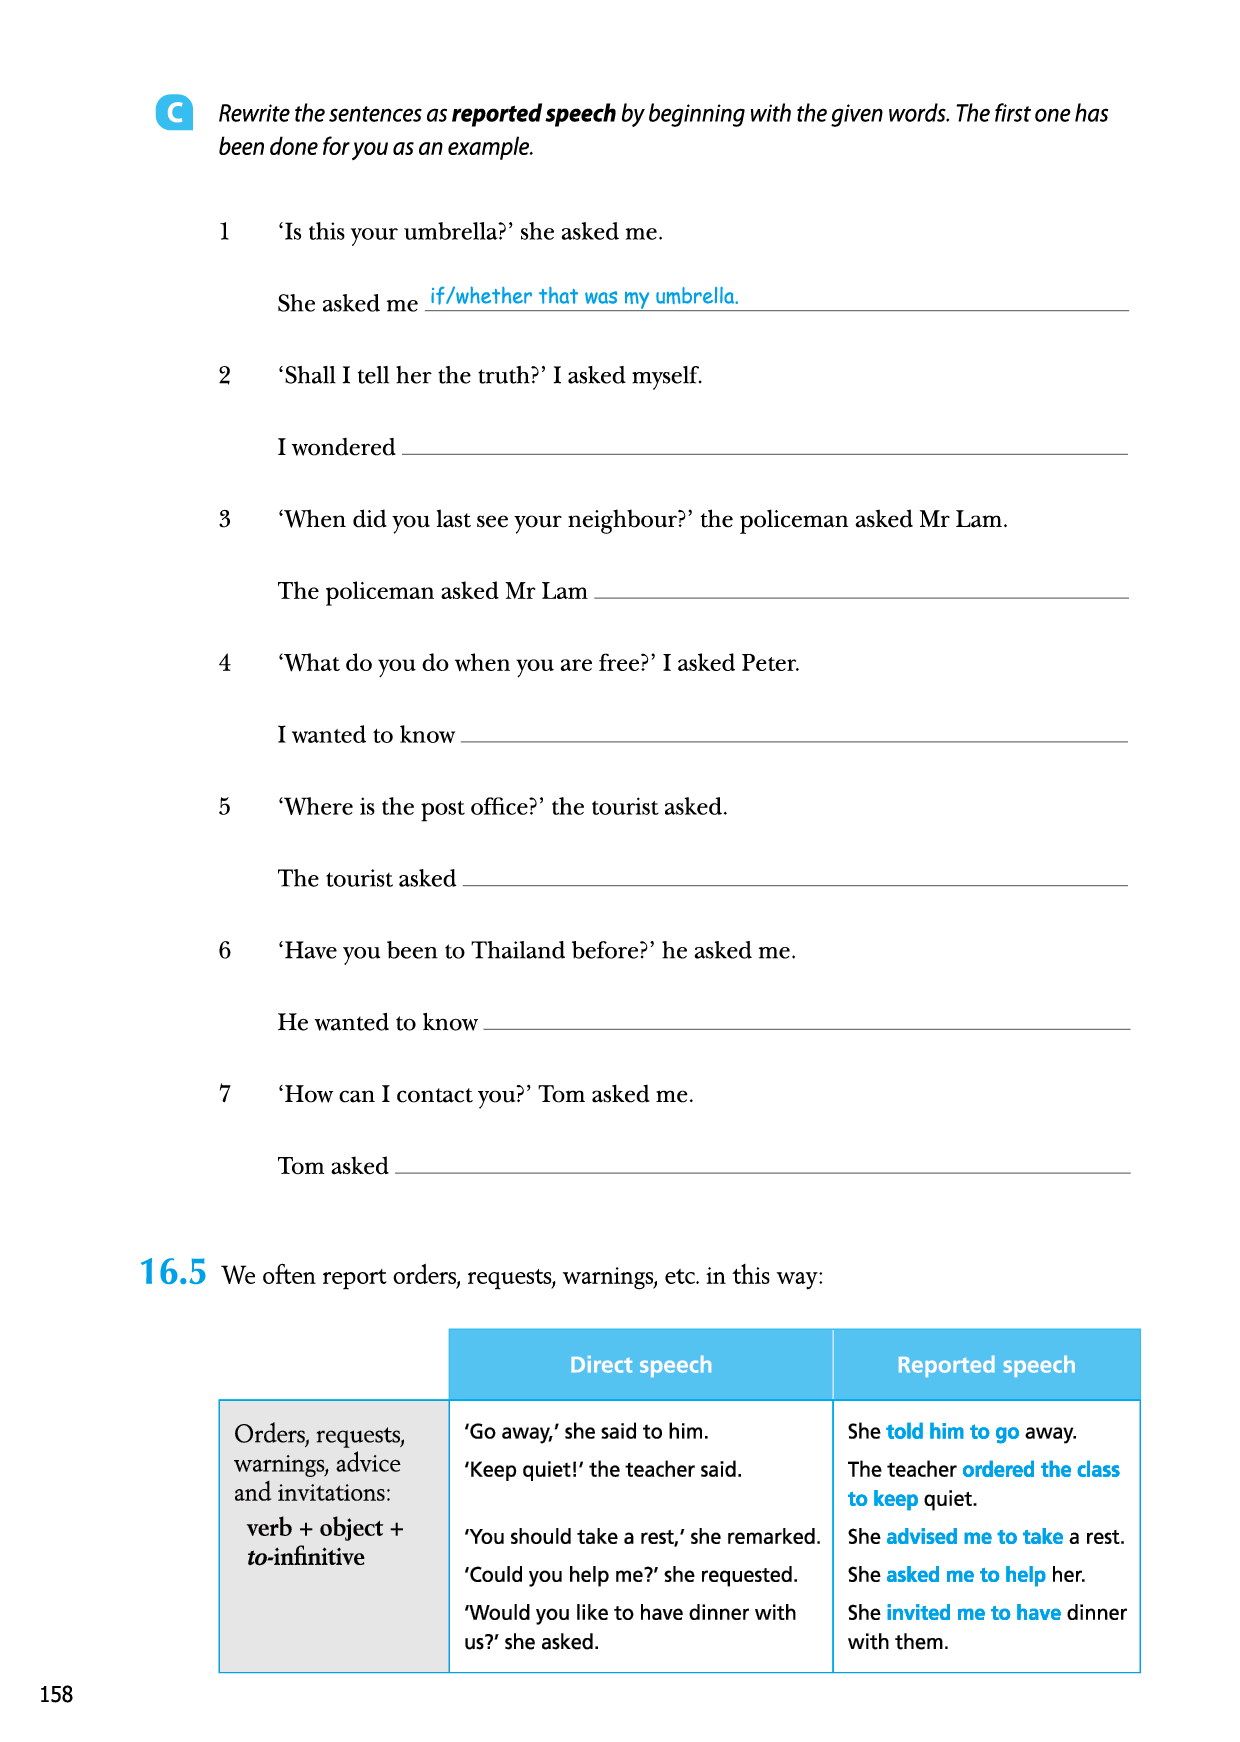 C Rewrite the sentences as reported speech by beginning with the given words. The first one has
been done for you as an example.
1 ‘Is this your umbrella?’ she asked me.
She asked me if/whether that was my umbrella.
2 ‘Shall I tell her the truth?’ I asked myself.
I wondered
3 ‘When did you last see your neighbour?’ the policeman asked Mr Lam.
The policeman asked Mr Lam
4 ‘What do you do when you are free?’ I asked Peter.
I wanted to know
5 ‘Where is the post office?’ the tourist asked.
The tourist asked
6 ‘Have you been to Thailand before?’ he asked me.
He wanted to know
7 ‘How can I contact you?’ Tom asked me.
Tom asked
16.5 We often report orders, requests, warnings, etc. in this way:
Direct speech Reported speech
Orders, requests,
warnings, advice
and invitations:
verb + object +
to-infinitive
‘Go away,’ she said to him.
She told him to go away.
‘Keep quiet!’ the teacher said.
The teacher ordered the class
to keep quiet.
‘You should take a rest,’ she remarked.
She advised me to take a rest.
‘Could you help me?’ she requested.
She asked me to help her.
‘Would you like to have dinner with
us?’ she asked.
She invited me to have dinner
with them.
158